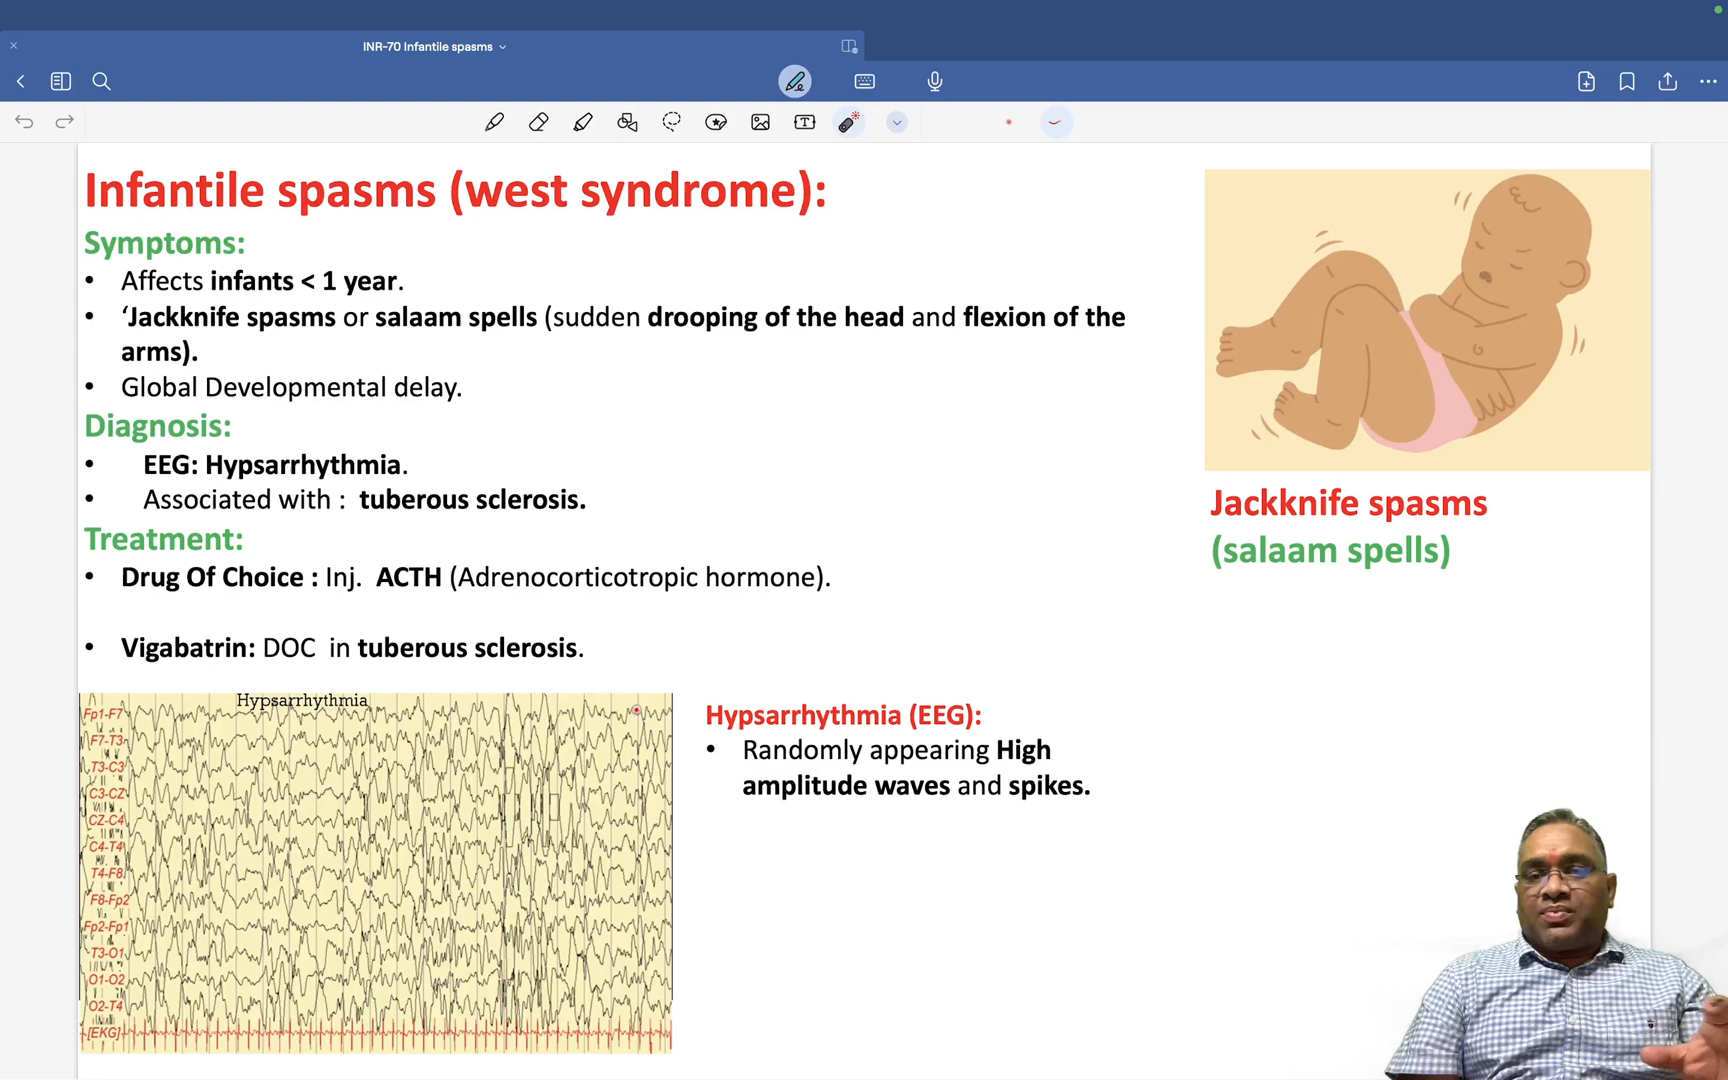 INR-70 Infantile spasms
Infantile spasms (west syndrome):
Symptoms:
• Affects infants < 1 year.
• ‘Jackknife spasms or salaam spells (sudden drooping of the head and flexion of the
arms).
• Global Developmental delay.
Diagnosis:
• EEG: Hypsarrhythmia.
• Associated with : tuberous sclerosis.
Treatment:
• Drug Of Choice : Inj. ACTH (Adrenocorticotropic hormone).
• Vigabatrin: DOC in tuberous sclerosis.
Jackknife spasms
(salaam spells)
Hypsarrhythmia
Fp1-F7
F7-T3
T3-C3
C3-CZ
CZ-C4
C4-T4
T4-F8
F8-Fp2
Fp2-Fp1
T3-O1
O1-O2
O2-T4
[EKG]
Hypsarrhythmia (EEG):
• Randomly appearing High
amplitude waves and spikes.